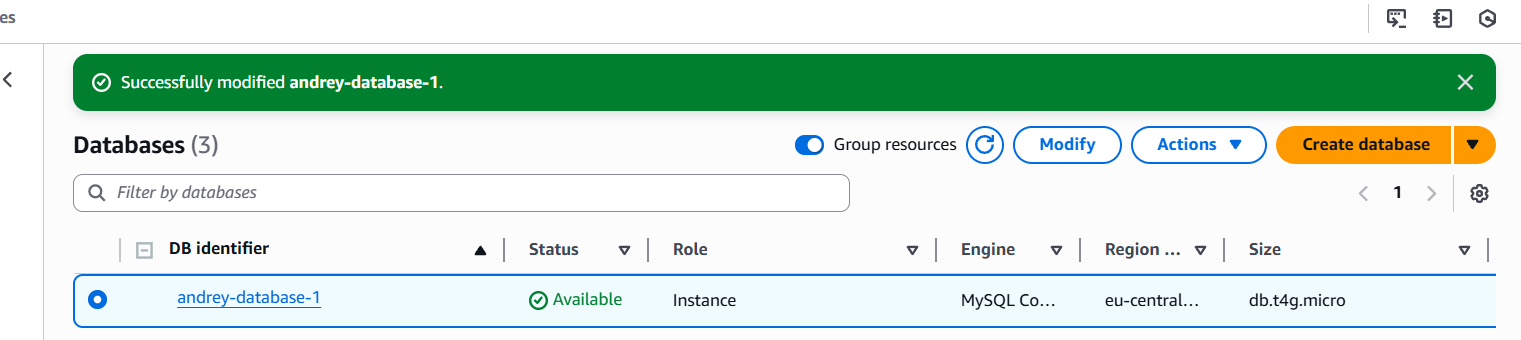 es
Successfully modified andrey-database-1.
Databases (3)
Group resources
Modify
Actions
Create database
Filter by databases
1
DB identifier Status Role Engine Region ... Size
andrey-database-1 Available Instance MySQL Co... eu-central... db.t4g.micro